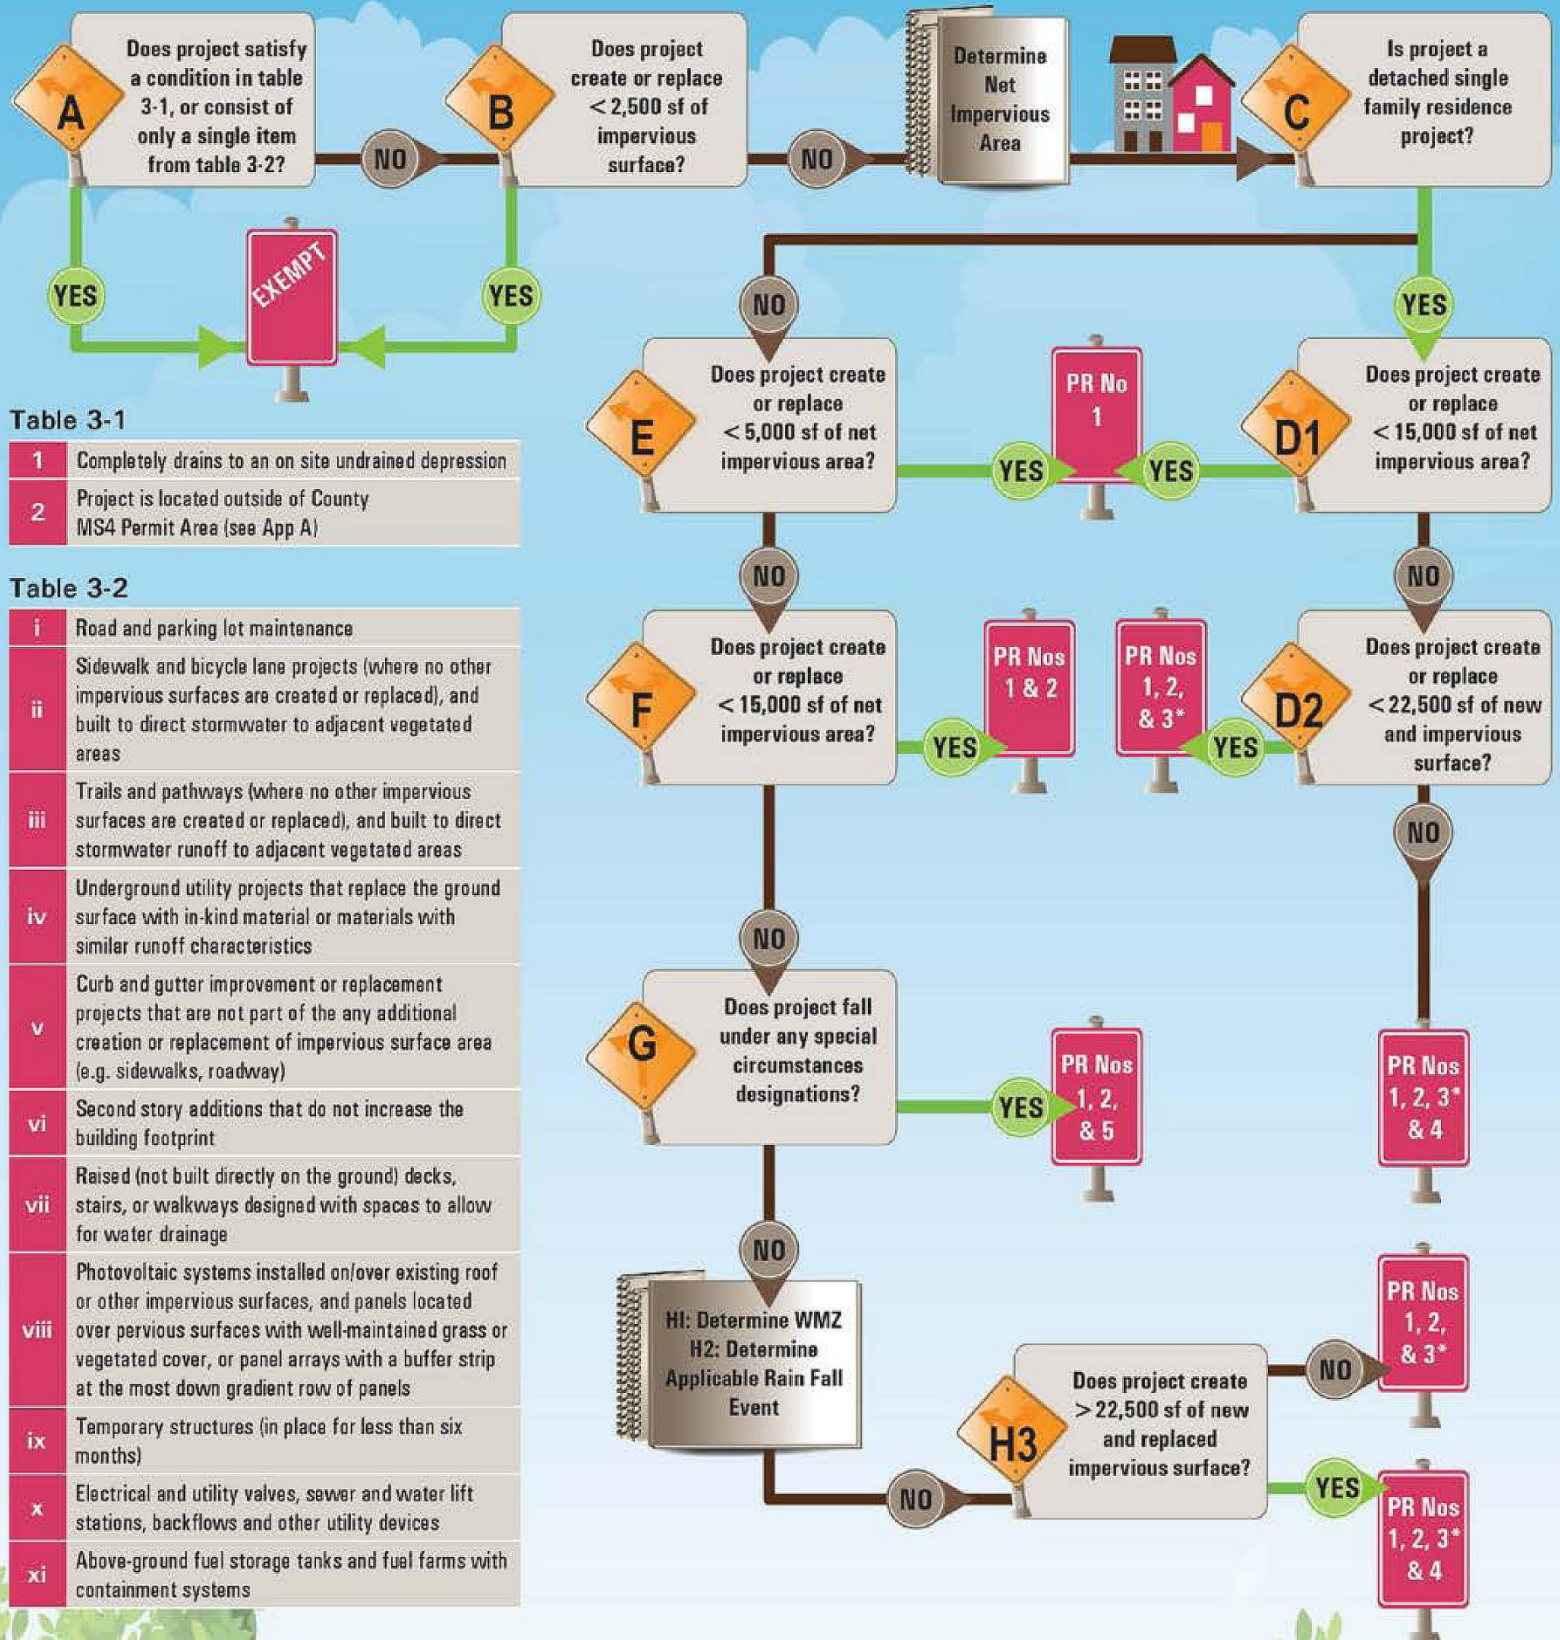 A
Does project satisfy
a condition in table
3-1, or consist of
only a single item
from table 3-2?
NO
B
Does project
create or replace
< 2,500 sf of
impervious
surface?
NO
Determine
Net
Impervious
Area
C
Is project a
detached single
family residence
project?
YES
EXEMPT
YES
NO
YES
E
Does project create
or replace
< 5,000 sf of net
impervious area?
YES
PR No
1
YES
D1
Does project create
or replace
< 15,000 sf of net
impervious area?
NO
NO
F
Does project create
or replace
< 15,000 sf of net
impervious area?
YES
PR Nos
1 & 2
PR Nos
1, 2,
& 3*
YES
D2
Does project create
or replace
< 22,500 sf of new
and impervious
surface?
NO
NO
G
Does project fall
under any special
circumstances
designations?
YES
PR Nos
1, 2,
& 5
PR Nos
1, 2, 3*
& 4
NO
H1: Determine WMZ
H2: Determine
Applicable Rain Fall
Event
NO
H3
Does project create
> 22,500 sf of new
and replaced
impervious surface?
NO
PR Nos
1, 2,
& 3*
YES
PR Nos
1, 2, 3*
& 4
Table 3-1
1 Completely drains to an on site undrained depression
2 Project is located outside of County
MS4 Permit Area (see App A)
Table 3-2
i Road and parking lot maintenance
ii Sidewalk and bicycle lane projects (where no other
impervious surfaces are created or replaced), and
built to direct stormwater to adjacent vegetated
areas
iii Trails and pathways (where no other impervious
surfaces are created or replaced), and built to direct
stormwater runoff to adjacent vegetated areas
iv Underground utility projects that replace the ground
surface with in-kind material or materials with
similar runoff characteristics
v Curb and gutter improvement or replacement
projects that are not part of the any additional
creation or replacement of impervious surface area
(e.g. sidewalks, roadway)
vi Second story additions that do not increase the
building footprint
vii Raised (not built directly on the ground) decks,
stairs, or walkways designed with spaces to allow
for water drainage
viii Photovoltaic systems installed on/over existing roof
or other impervious surfaces, and panels located
over pervious surfaces with well-maintained grass or
vegetated cover, or panel arrays with a buffer strip
at the most down gradient row of panels
ix Temporary structures (in place for less than six
months)
x Electrical and utility valves, sewer and water lift
stations, backflows and other utility devices
xi Above-ground fuel storage tanks and fuel farms with
containment systems